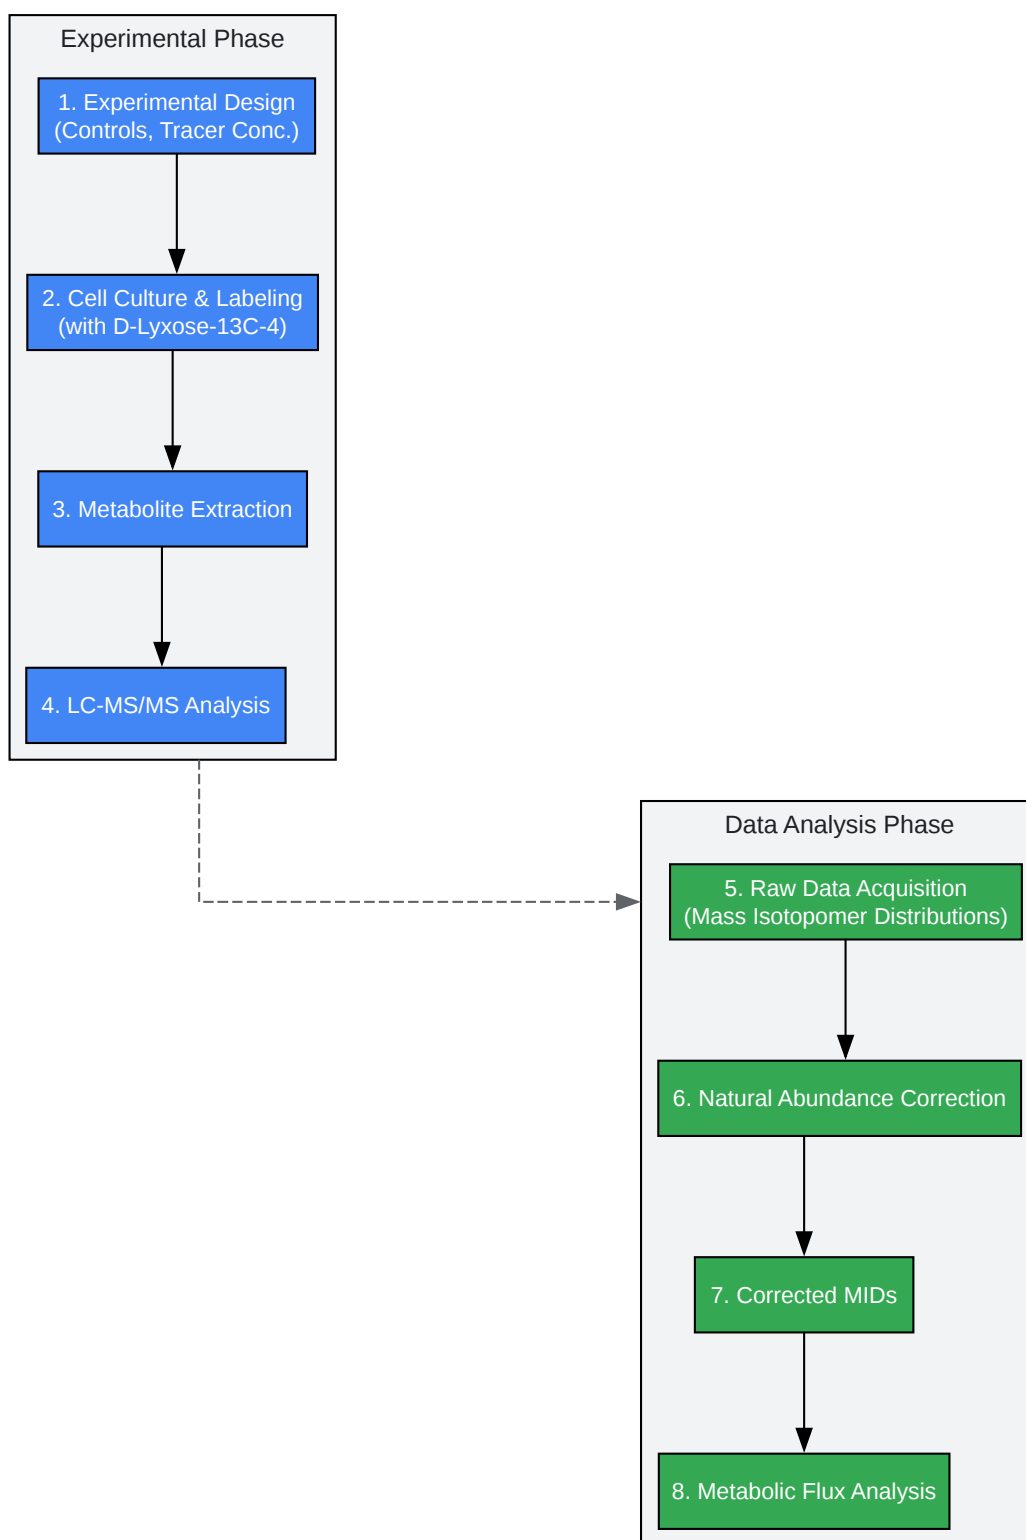 Experimental Phase
1. Experimental Design
(Controls, Tracer Conc.)
2. Cell Culture & Labeling
(with D-Lyxose-13C-4)
3. Metabolite Extraction
4. LC-MS/MS Analysis
Data Analysis Phase
5. Raw Data Acquisition
(Mass Isotopomer Distributions)
6. Natural Abundance Correction
7. Corrected MIDs
8. Metabolic Flux Analysis